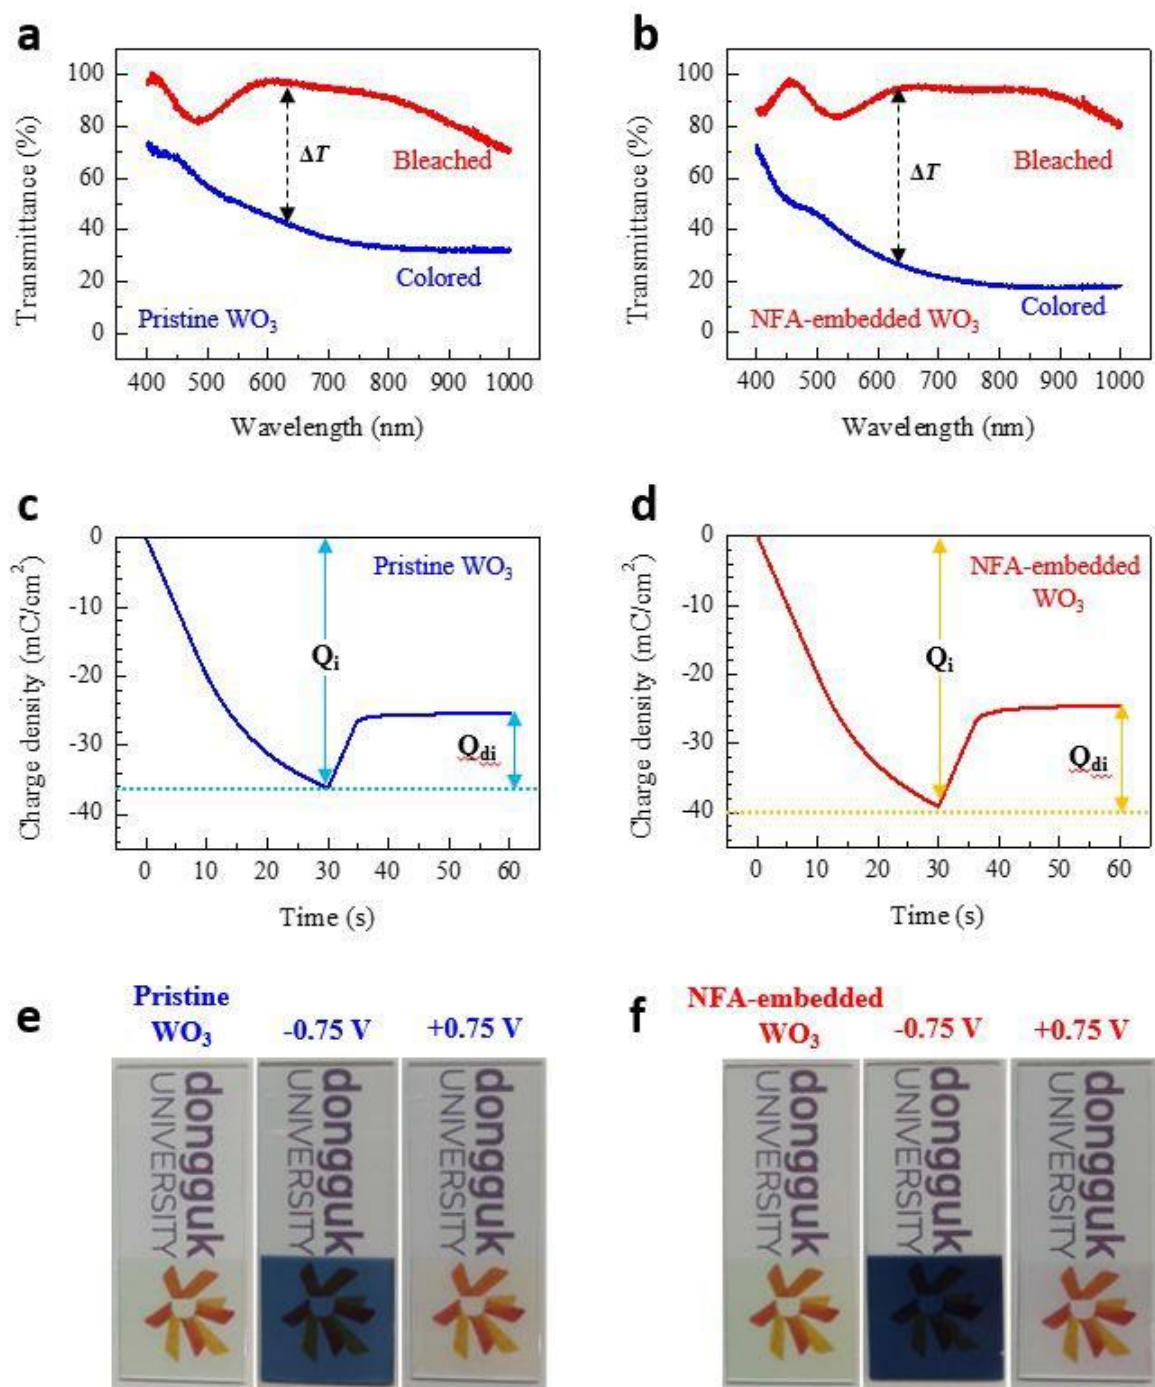 a
100
80
60
40
20
0
Transmittance (%)
ΔT
Bleached
Colored
Pristine WO₃
400 500 600 700 800 900 1000
Wavelength (nm)
b
100
80
60
40
20
0
Transmittance (%)
ΔT
Bleached
Colored
NFA-embedded WO₃
400 500 600 700 800 900 1000
Wavelength (nm)
c
0
-10
-20
-30
-40
Charge density (mC/cm²)
Pristine WO₃
Qᵢ
Q_di
0 10 20 30 40 50 60
Time (s)
d
0
-10
-20
-30
-40
Charge density (mC/cm²)
NFA-embedded
WO₃
Qᵢ
Q_di
0 10 20 30 40 50 60
Time (s)
e
Pristine
WO₃
-0.75 V
+0.75 V
dongguk
UNIVERSITY
dongguk
UNIVERSITY
dongguk
UNIVERSITY
f
NFA-embedded
WO₃
-0.75 V
+0.75 V
dongguk
UNIVERSITY
dongguk
UNIVERSITY
dongguk
UNIVERSITY